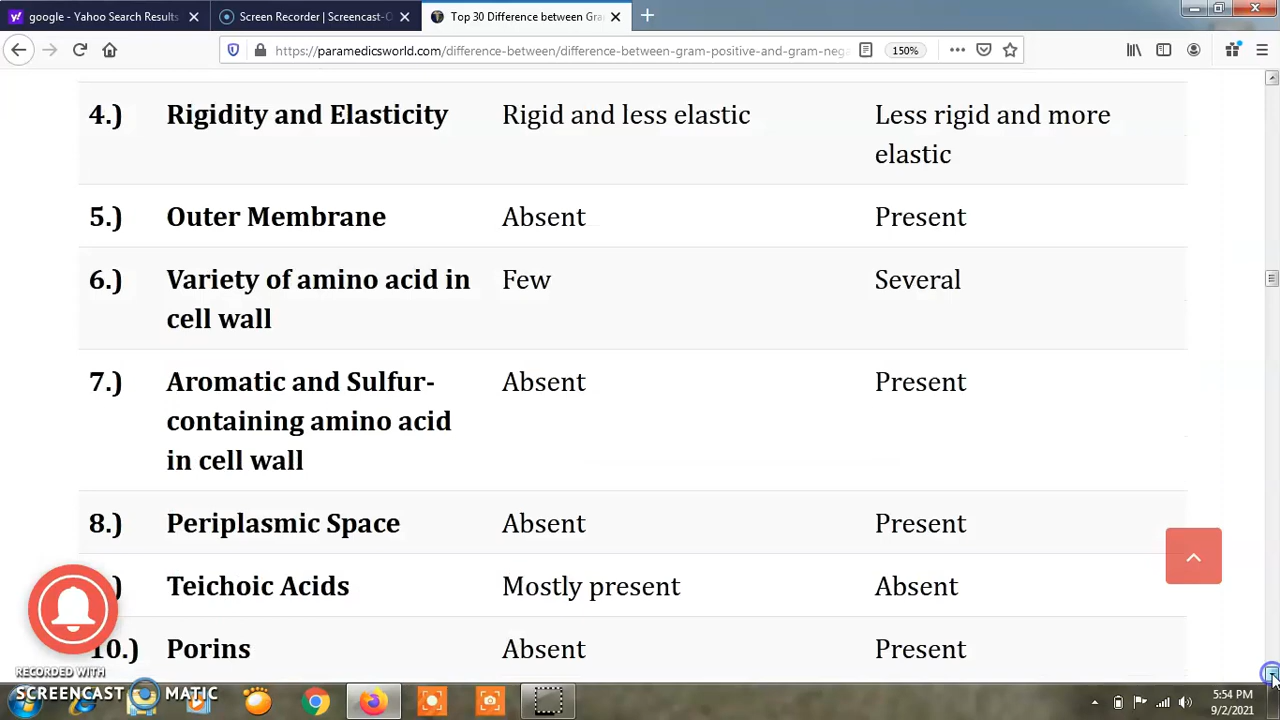 google - Yahoo Search Results
Screen Recorder | Screencast-O
Top 30 Difference between Gra
https://paramedicsworld.com/difference-between/difference-between-gram-positive-and-gram-neg
150%
4.) Rigidity and Elasticity Rigid and less elastic Less rigid and more
elastic
5.) Outer Membrane Absent Present
6.) Variety of amino acid in Few Several
cell wall
7.) Aromatic and Sulfur- Absent Present
containing amino acid
in cell wall
8.) Periplasmic Space Absent Present
) Teichoic Acids Mostly present Absent
10.) Porins Absent Present
RECORDED WITH
SCREENCAST MATIC
5:54 PM
9/2/2021